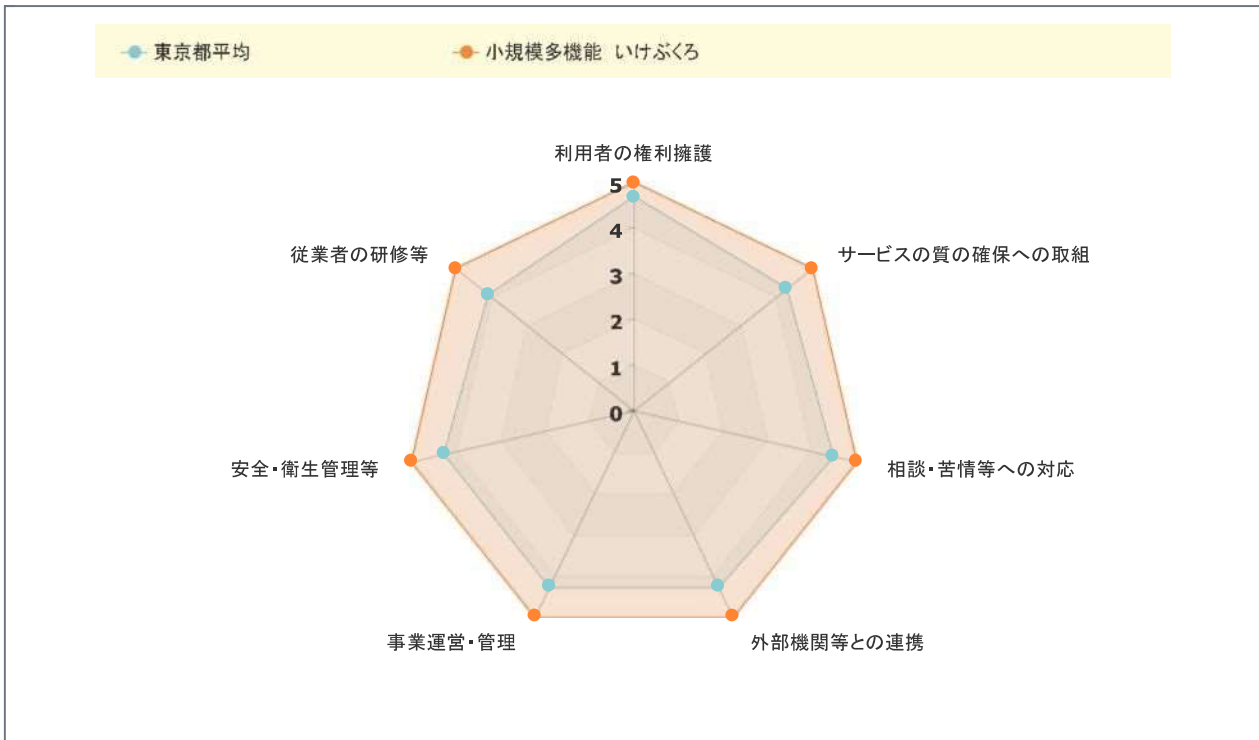 東京都平均
小規模多機能 いけぶくろ
利用者の権利擁護
従業者の研修等
サービスの質の確保への取組
5
4
3
2
1
0
安全・衛生管理等
相談・苦情等への対応
事業運営・管理
外部機関等との連携